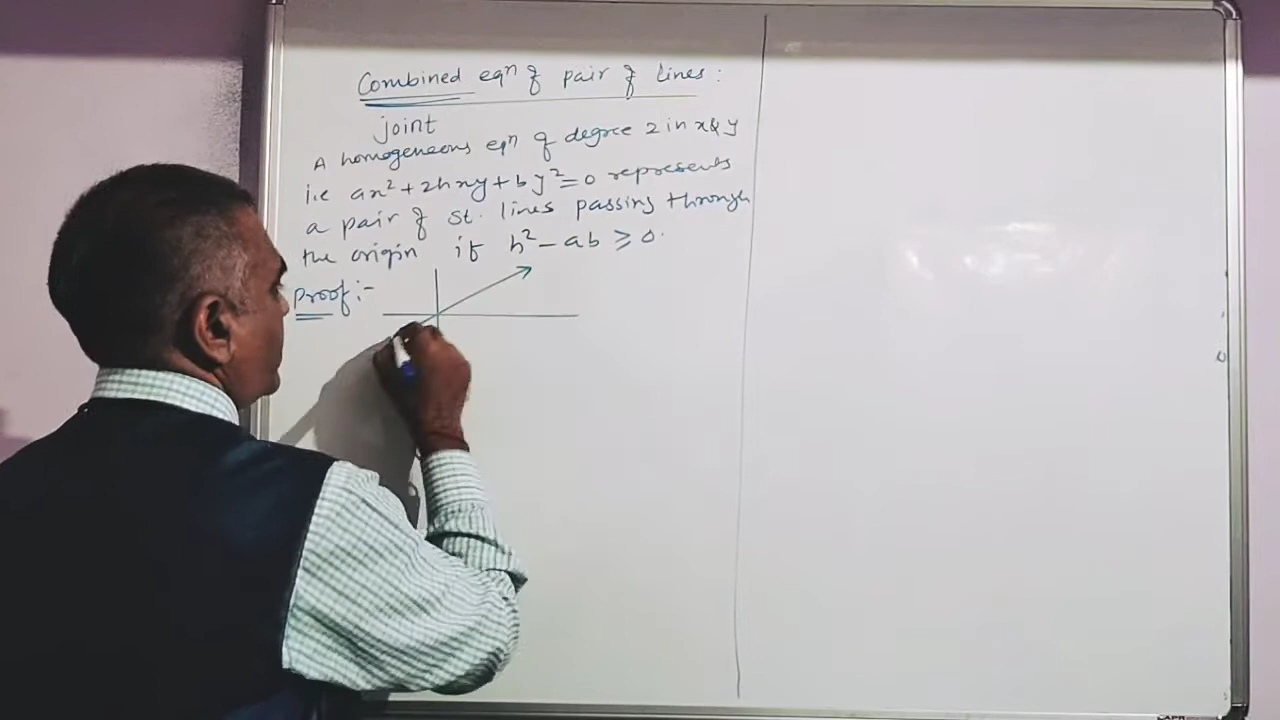 Combined eqn of pair of lines :
joint
A homogeneous eqn of degree 2 in x & y
i.e ax² + 2hxy + by² = 0 represents
a pair of st. lines passing through
the origin if h² - ab ≥ 0.
Proof :-